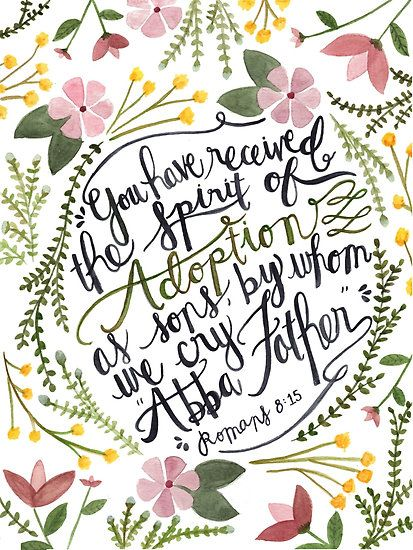 "You have received
the spirit of
Adoption
as sons, by whom
we cry
"Abba Father"
Romans 8:15